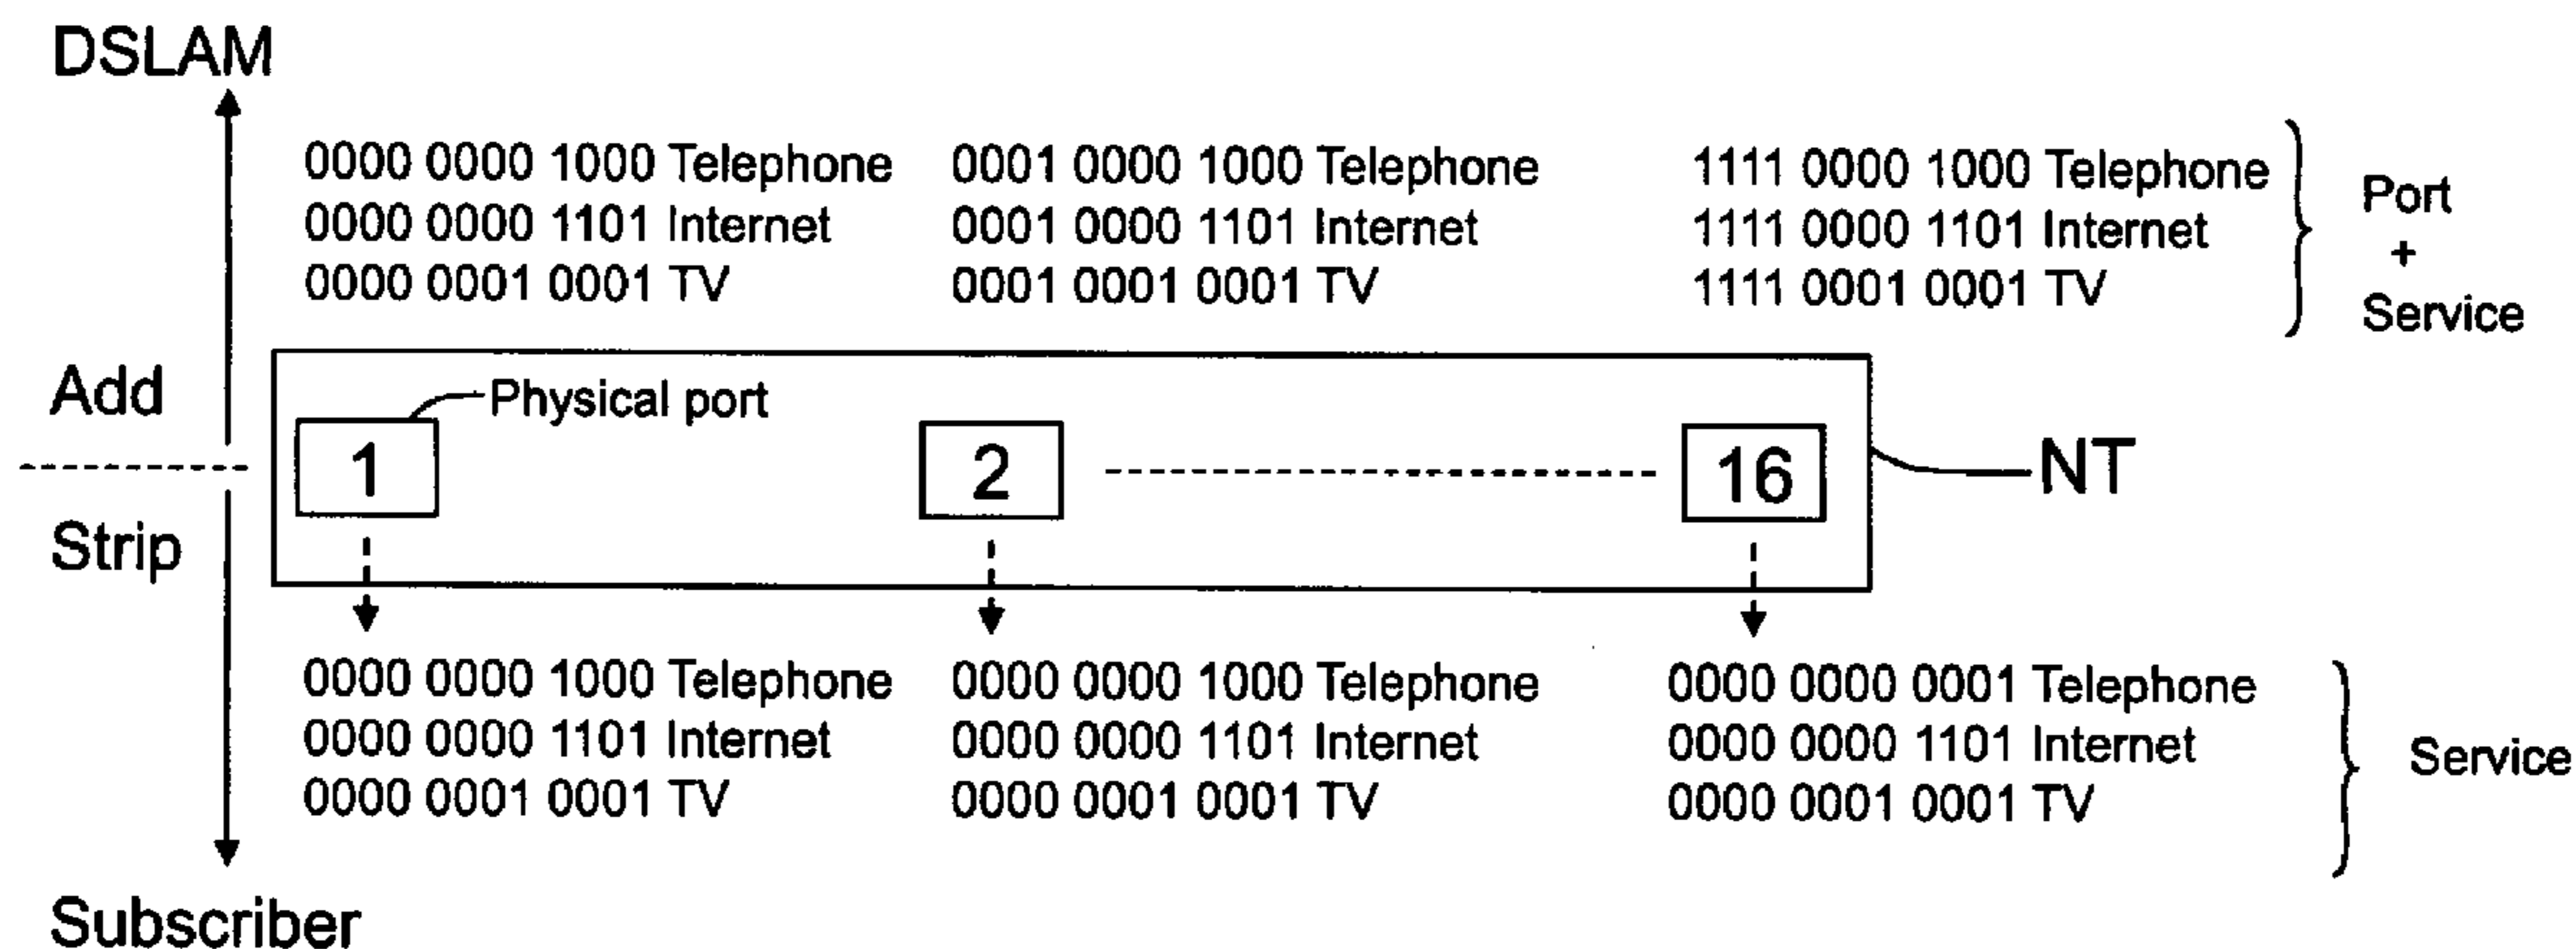 DSLAM
0000 0000 1000 Telephone
0000 0000 1101 Internet
0000 0001 0001 TV
0001 0000 1000 Telephone
0001 0000 1101 Internet
0001 0001 0001 TV
1111 0000 1000 Telephone
1111 0000 1101 Internet
1111 0001 0001 TV
Port
+
Service
Add
Physical port
1
2
16
NT
Strip
0000 0000 1000 Telephone
0000 0000 1101 Internet
0000 0001 0001 TV
0000 0000 1000 Telephone
0000 0000 1101 Internet
0000 0001 0001 TV
0000 0000 0001 Telephone
0000 0000 1101 Internet
0000 0001 0001 TV
Service
Subscriber